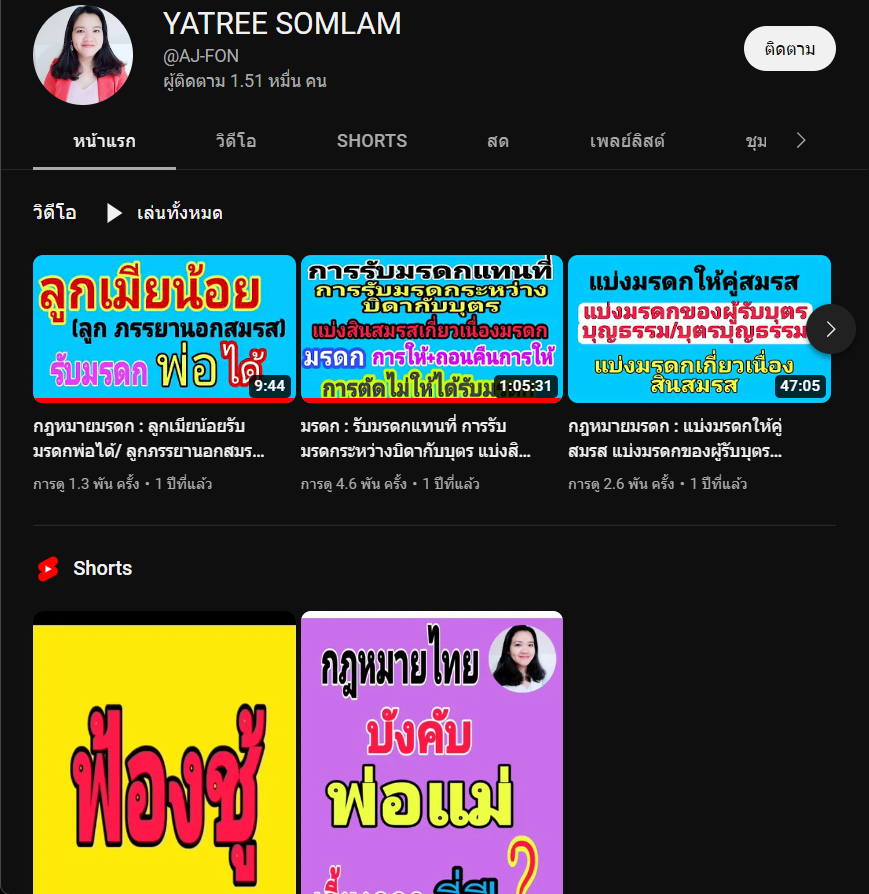 YATREE SOMLAM
@AJ-FON
ผู้ติดตาม 1.51 หมื่น คน
ติดตาม
หน้าแรก
วิดีโอ
SHORTS
สด
เพลย์ลิสต์
ชุม
วิดีโอ
เล่นทั้งหมด
ลูกเมียน้อย
(ลูก ภรรยานอกสมรส)
รับมรดก พ่อ ได้
9:44
กฎหมายมรดก : ลูกเมียน้อยรับ
มรดกพ่อได้/ ลูกภรรยานอกสมร...
การดู 1.3 พัน ครั้ง • 1 ปีที่แล้ว
การรับมรดกแทนที่
การรับมรดกระหว่าง
บิดากับบุตร
แบ่งสินสมรสเกี่ยวเนื่องมรดก
มรดก การให้+ถอนคืนการให้
การตัดไม่ให้ได้รับมรดก
1:05:31
มรดก : รับมรดกแทนที่ การรับ
มรดกระหว่างบิดากับบุตร แบ่งสิ...
การดู 4.6 พัน ครั้ง • 1 ปีที่แล้ว
แบ่งมรดกให้คู่สมรส
แบ่งมรดกของผู้รับบุตร
บุญธรรม/บุตรบุญธรรม
แบ่งมรดกเกี่ยวเนื่อง
สินสมรส
47:05
กฎหมายมรดก : แบ่งมรดกให้คู่
สมรส แบ่งมรดกของผู้รับบุตร...
การดู 2.6 พัน ครั้ง • 1 ปีที่แล้ว
Shorts
ฟ้องชู้
กฎหมายไทย
บังคับ
พ่อแม่